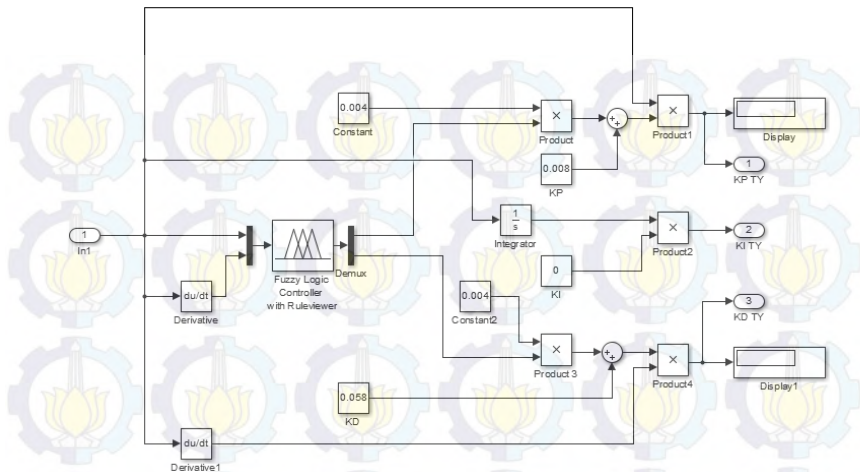 0.004
Constant
×
Product
+
+
×
Product1
Display
1
KP TY
0.008
KP
1
In1
1
s
Integrator
×
Product2
2
KI TY
0
KI
Demux
Fuzzy Logic
Controller
with Ruleviewer
du/dt
Derivative
0.004
Constant2
3
KD TY
×
Product 3
+
+
×
Product4
Display1
0.058
KD
du/dt
Derivative1